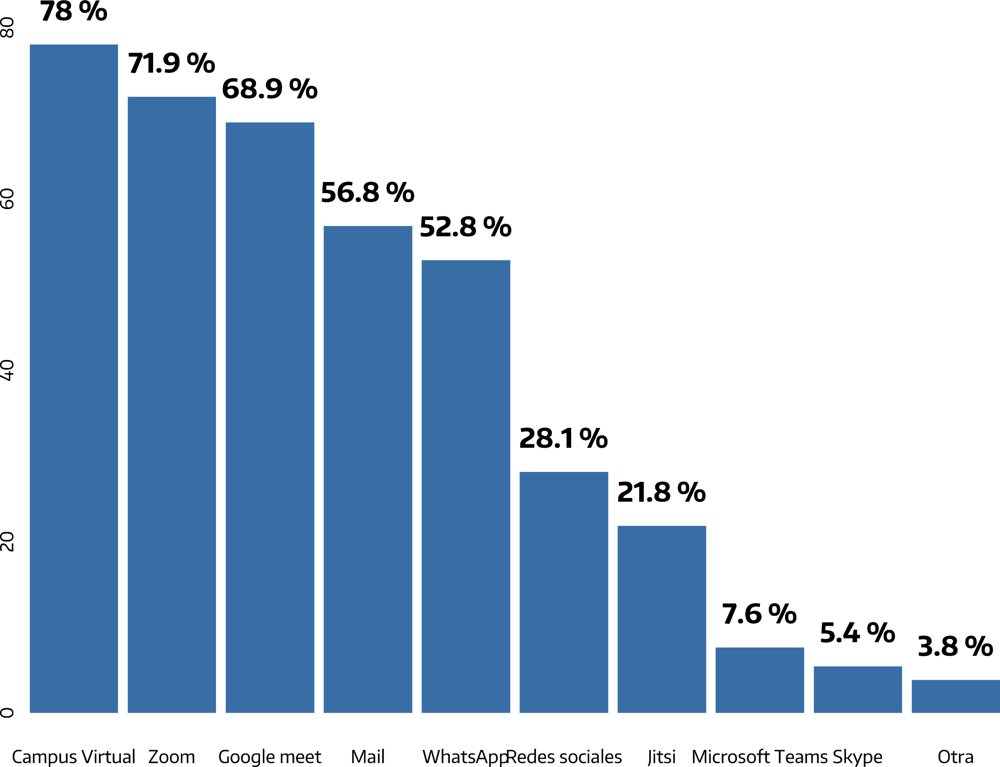 78 %
71.9 %
68.9 %
56.8 %
52.8 %
28.1 %
21.8 %
7.6 %
5.4 %
3.8 %
80
60
40
20
0
Campus Virtual
Zoom
Google meet
Mail
WhatsApp
Redes sociales
Jitsi
Microsoft Teams
Skype
Otra